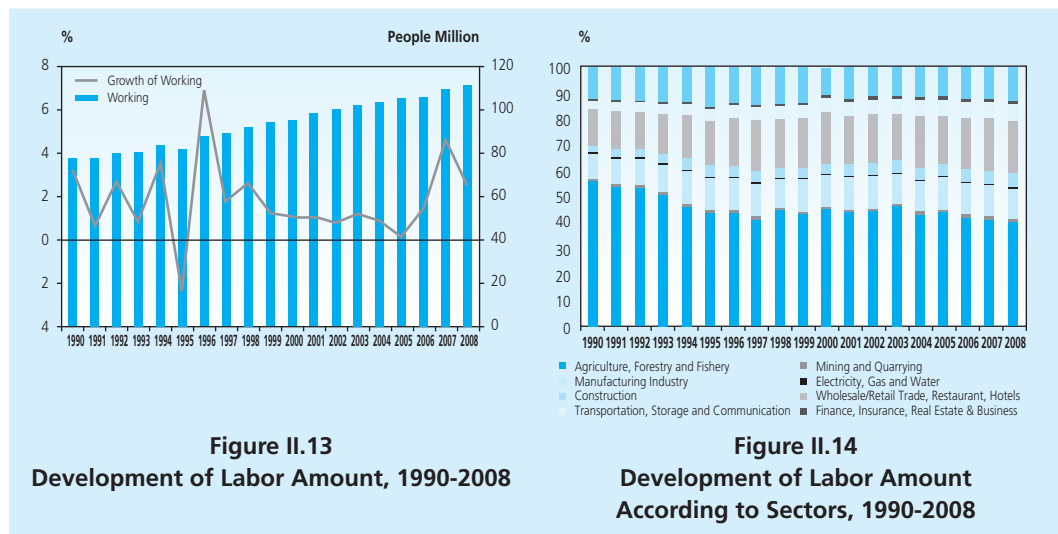 % People Million
8 120
Growth of Working
Working
100
6
4 80
60
2
0 40
2 20
4 0
1990 1991 1992 1993 1994 1995 1996 1997 1998 1999 2000 2001 2002 2003 2004 2005 2006 2007 2008
Figure II.13
Development of Labor Amount, 1990-2008
%
100
90
80
70
60
50
40
30
20
10
0
1990 1991 1992 1993 1994 1995 1996 1997 1998 1999 2000 2001 2002 2003 2004 2005 2006 2007 2008
Agriculture, Forestry and Fishery Mining and Quarrying
Manufacturing Industry Electricity, Gas and Water
Construction Wholesale/Retail Trade, Restaurant, Hotels
Transportation, Storage and Communication Finance, Insurance, Real Estate & Business
Figure II.14
Development of Labor Amount
According to Sectors, 1990-2008